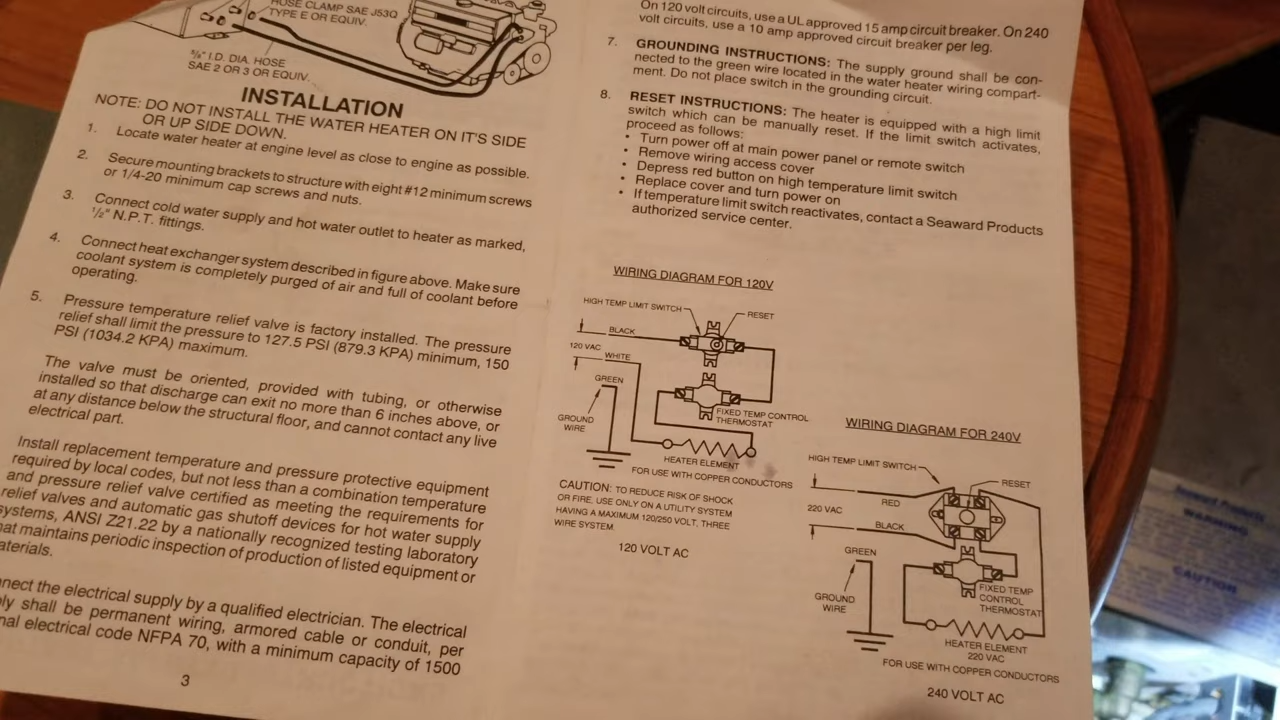 HOSE CLAMP SAE J53Q
TYPE E OR EQUIV.
5/8" I.D. DIA. HOSE
SAE 2 OR 3 OR EQUIV.
INSTALLATION
NOTE: DO NOT INSTALL THE WATER HEATER ON IT'S SIDE
OR UP SIDE DOWN.
1. Locate water heater at engine level as close to engine as possible.
2. Secure mounting brackets to structure with eight #12 minimum screws
or 1/4-20 minimum cap screws and nuts.
3. Connect cold water supply and hot water outlet to heater as marked,
1/2" N.P.T. fittings.
4. Connect heat exchanger system described in figure above. Make sure
coolant system is completely purged of air and full of coolant before
operating.
5. Pressure temperature relief valve is factory installed. The pressure
relief shall limit the pressure to 127.5 PSI (879.3 KPA) minimum, 150
PSI (1034.2 KPA) maximum.
The valve must be oriented, provided with tubing, or otherwise
installed so that discharge can exit no more than 6 inches above, or
at any distance below the structural floor, and cannot contact any live
electrical part.
Install replacement temperature and pressure protective equipment
required by local codes, but not less than a combination temperature
and pressure relief valve certified as meeting the requirements for
relief valves and automatic gas shutoff devices for hot water supply
systems, ANSI Z21.22 by a nationally recognized testing laboratory
hat maintains periodic inspection of production of listed equipment or
aterials.
nnect the electrical supply by a qualified electrician. The electrical
ly shall be permanent wiring, armored cable or conduit, per
nal electrical code NFPA 70, with a minimum capacity of 1500
3
On 120 volt circuits, use a UL approved 15 amp circuit breaker. On 240
volt circuits, use a 10 amp approved circuit breaker per leg.
7. GROUNDING INSTRUCTIONS: The supply ground shall be con-
nected to the green wire located in the water heater wiring compart-
ment. Do not place switch in the grounding circuit.
8. RESET INSTRUCTIONS: The heater is equipped with a high limit
switch which can be manually reset. If the limit switch activates,
proceed as follows:
• Turn power off at main power panel or remote switch
• Remove wiring access cover
• Depress red button on high temperature limit switch
• Replace cover and turn power on
• If temperature limit switch reactivates, contact a Seaward Products
authorized service center.
WIRING DIAGRAM FOR 120V
HIGH TEMP LIMIT SWITCH
RESET
BLACK
120 VAC
WHITE
GREEN
GROUND
WIRE
FIXED TEMP CONTROL
THERMOSTAT
HEATER ELEMENT
FOR USE WITH COPPER CONDUCTORS
CAUTION: TO REDUCE RISK OF SHOCK
OR FIRE. USE ONLY ON A UTILITY SYSTEM
HAVING A MAXIMUM 120/250 VOLT, THREE
WIRE SYSTEM.
120 VOLT AC
WIRING DIAGRAM FOR 240V
HIGH TEMP LIMIT SWITCH
RESET
RED
220 VAC
BLACK
GREEN
GROUND
WIRE
FIXED TEMP
CONTROL
THERMOSTAT
HEATER ELEMENT
220 VAC
FOR USE WITH COPPER CONDUCTORS
240 VOLT AC
Seaward Products
WARNING
CAUTION